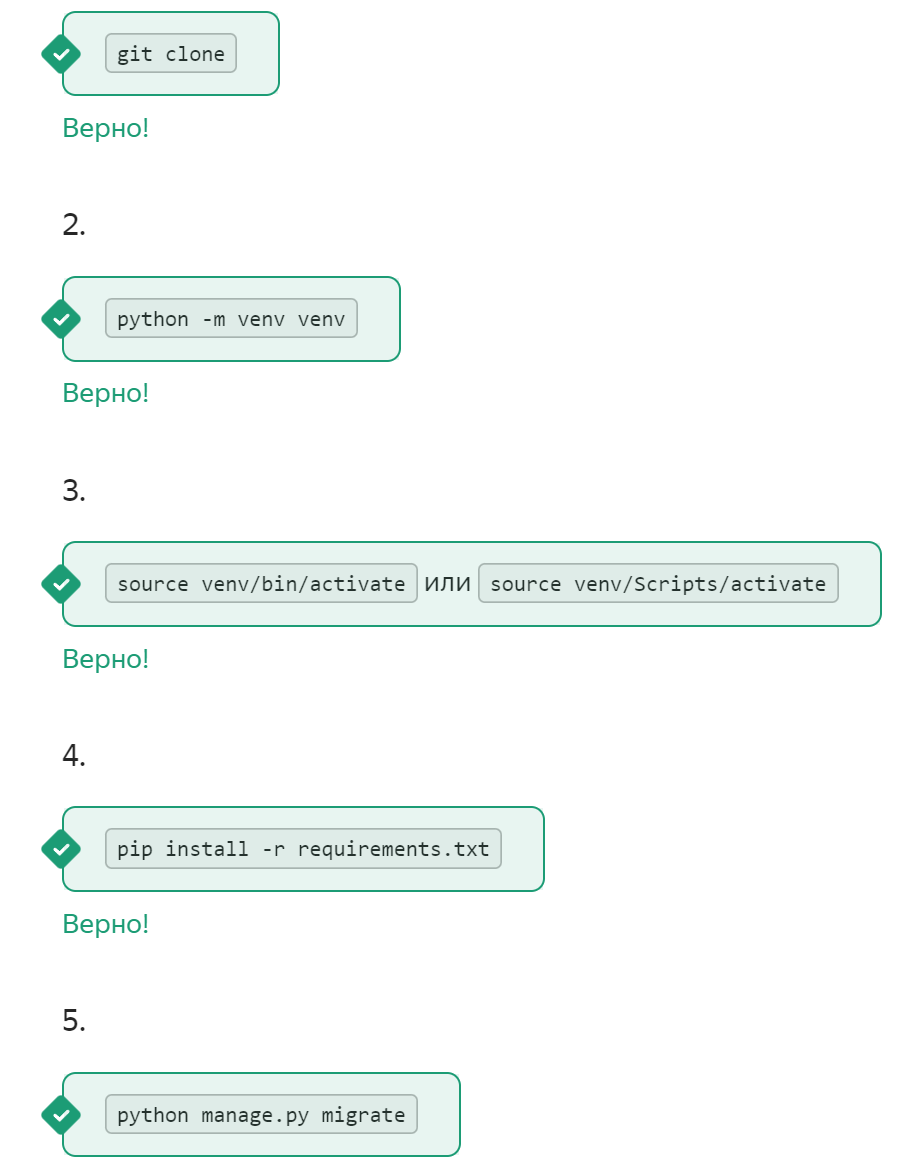 git clone
Верно!
2.
python -m venv venv
Верно!
3.
source venv/bin/activate или source venv/Scripts/activate
Верно!
4.
pip install -r requirements.txt
Верно!
5.
python manage.py migrate